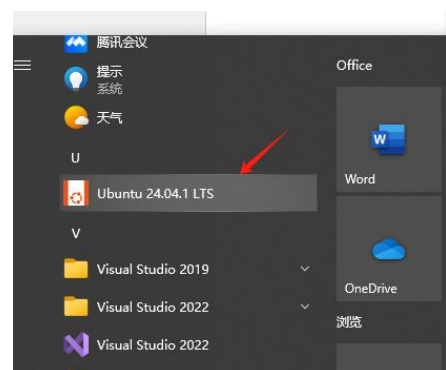 腾讯会议
提示
系统
天气
U
Ubuntu 24.04.1 LTS
V
Visual Studio 2019
Visual Studio 2022
Visual Studio 2022
Office
Word
OneDrive
浏览